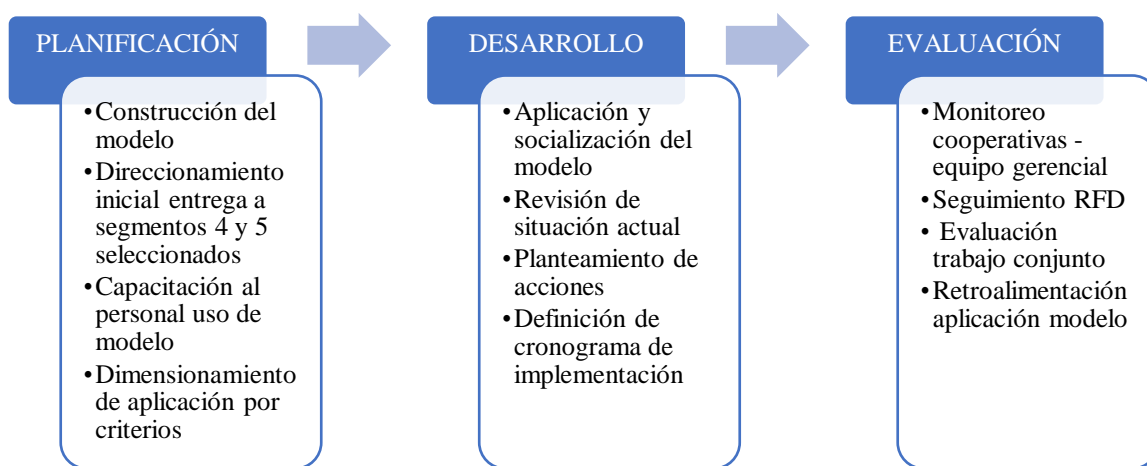 PLANIFICACIÓN
•Construcción del
modelo
•Direccionamiento
inicial entrega a
segmentos 4 y 5
seleccionados
•Capacitación al
personal uso de
modelo
•Dimensionamiento
de aplicación por
criterios
DESARROLLO
•Aplicación y
socialización del
modelo
•Revisión de
situación actual
•Planteamiento de
acciones
•Definición de
cronograma de
implementación
EVALUACIÓN
•Monitoreo
cooperativas -
equipo gerencial
•Seguimiento RFD
• Evaluación
trabajo conjunto
•Retroalimentación
aplicación modelo